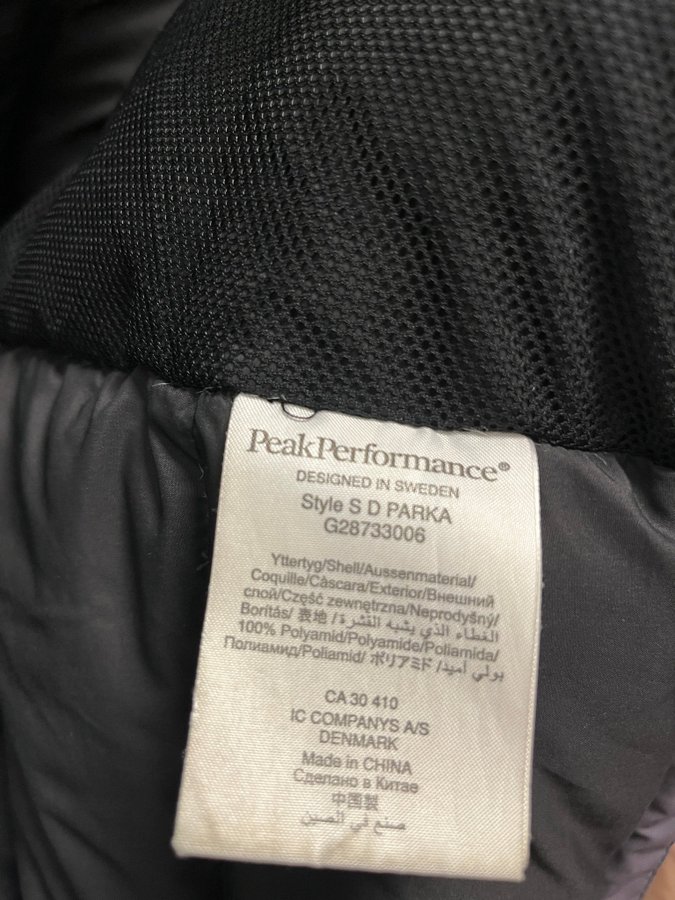 PeakPerformance®
DESIGNED IN SWEDEN
Style S D PARKA
G28733006
Yttertyg/Shell/Aussenmaterial/
Coquille/Càscara/Exterior/Внешний
слой/Część zewnętrzna/Neprodyšný/
Borítás/ 表地 / الغطاء الذي يشبه القشرة/
100% Polyamid/Polyamide/Poliamida/
Полиамид/Poliamid/ ポリアミド /بولي أميد
CA 30 410
IC COMPANYS A/S
DENMARK
Made in CHINA
Сделано в Китае
中国製
صنع في الصين